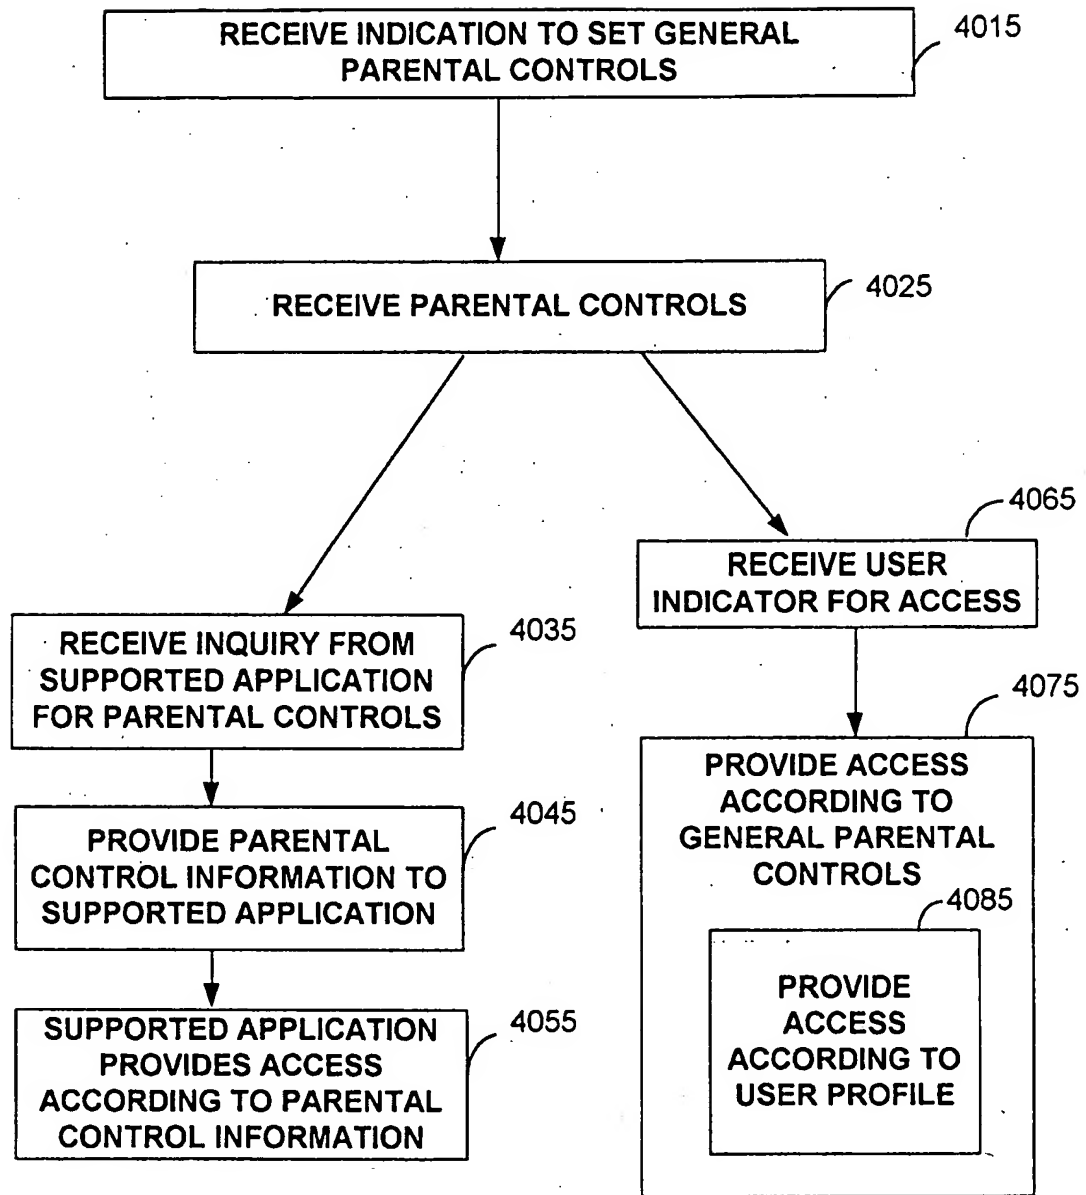 RECEIVE INDICATION TO SET GENERAL
PARENTAL CONTROLS
4015
RECEIVE PARENTAL CONTROLS
4025
RECEIVE INQUIRY FROM
SUPPORTED APPLICATION
FOR PARENTAL CONTROLS
4035
PROVIDE PARENTAL
CONTROL INFORMATION TO
SUPPORTED APPLICATION
4045
SUPPORTED APPLICATION
PROVIDES ACCESS
ACCORDING TO PARENTAL
CONTROL INFORMATION
4055
4065
RECEIVE USER
INDICATOR FOR ACCESS
4075
PROVIDE ACCESS
ACCORDING TO
GENERAL PARENTAL
CONTROLS
4085
PROVIDE
ACCESS
ACCORDING TO
USER PROFILE